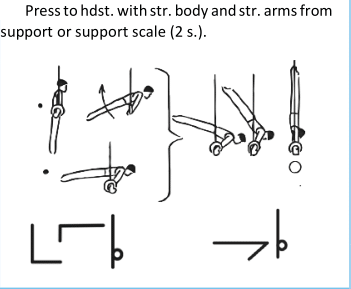 Press to hdst. with str. body and str. arms from
support or support scale (2 s.).